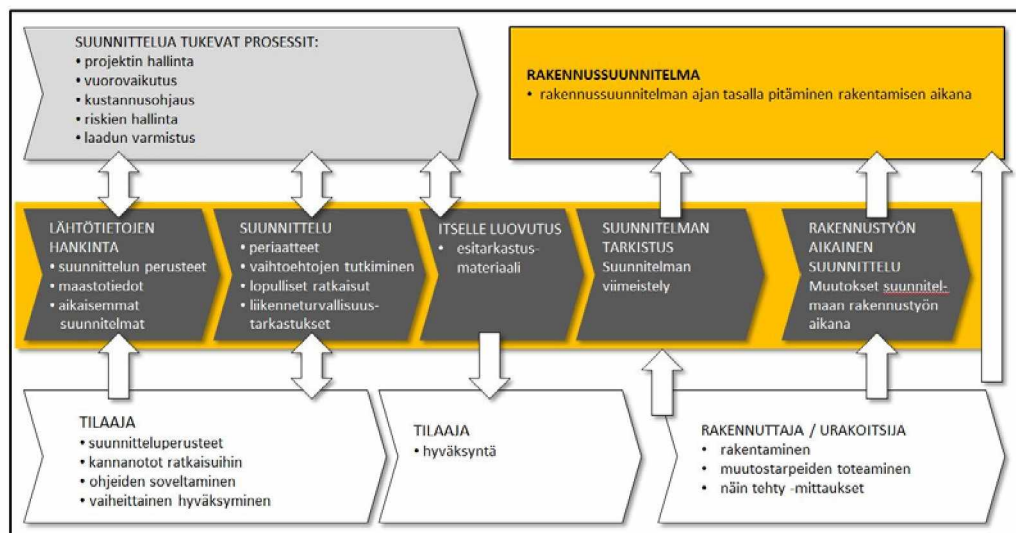 SUUNNITTELUA TUKEVAT PROSESSIT:
• projektin hallinta
• vuorovaikutus
• kustannusohjaus
• riskien hallinta
• laadun varmistus
RAKENNUSSUUNNITELMA
• rakennussuunnitelman ajan tasalla pitäminen rakentamisen aikana
LÄHTÖTIETOJEN
HANKINTA
• suunnittelun perusteet
• maastotiedot
• aikaisemmat
suunnitelmat
SUUNNITTELU
• periaatteet
• vaihtoehtojen tutkiminen
• lopulliset ratkaisut
• liikenneturvallisuus-
tarkastukset
ITSELLE LUOVUTUS
• esitarkastus-
materiaali
SUUNNITELMAN
TARKISTUS
Suunnitelman
viimeistely
RAKENNUSTYÖN
AIKAINEN
SUUNNITTELU
Muutokset suunnitel-
maan rakennustyön
aikana
TILAAJA
• suunnitteluperusteet
• kannanotot ratkaisuihin
• ohjeiden soveltaminen
• vaiheittainen hyväksyminen
TILAAJA
• hyväksyntä
RAKENNUTTAJA / URAKOITSIJA
• rakentaminen
• muutostarpeiden toteaminen
• näin tehty -mittaukset